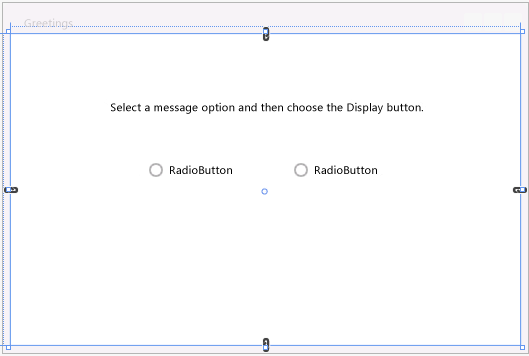 Greetings
Select a message option and then choose the Display button.
RadioButton RadioButton